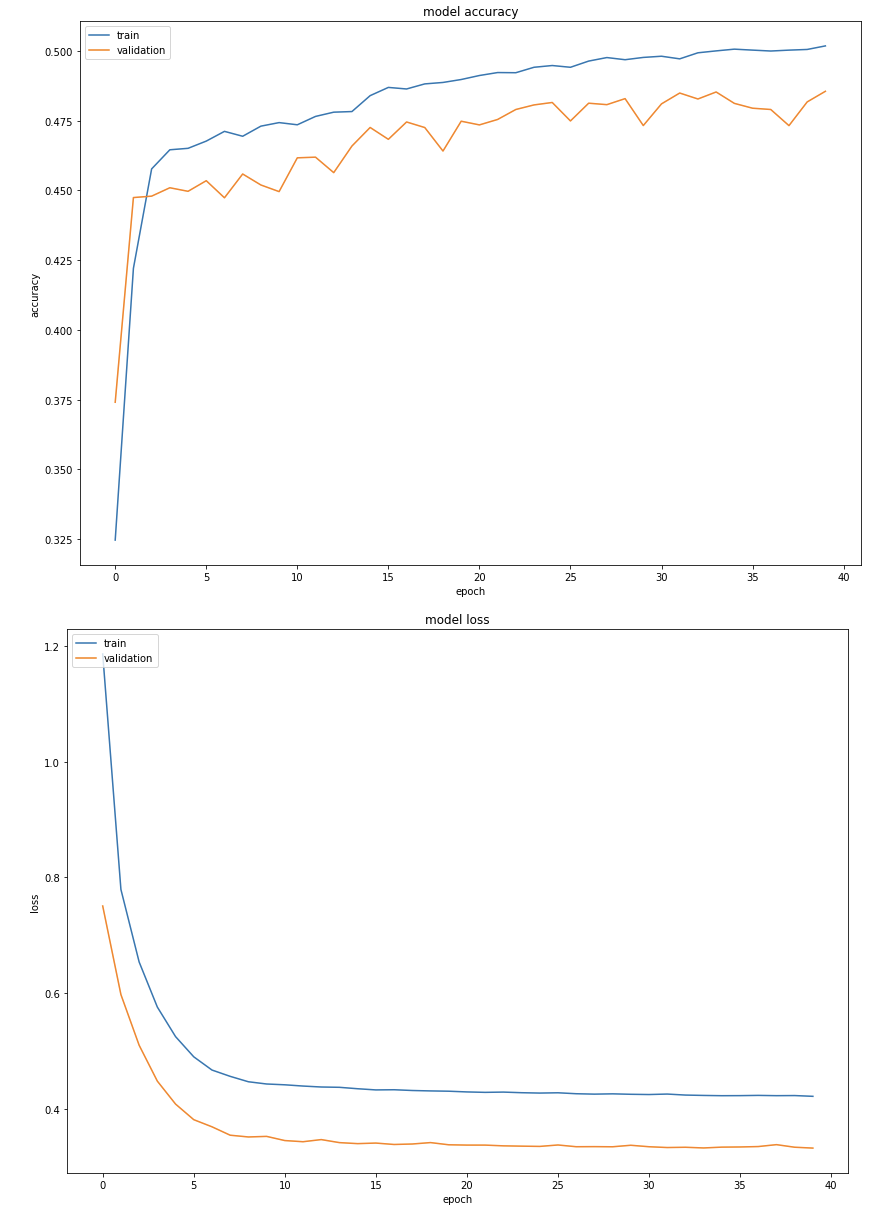 model accuracy
train
validation
0.500
0.475
0.450
0.425
0.400
0.375
0.350
0.325
accuracy
0 5 10 15 20 25 30 35 40
epoch
model loss
train
validation
1.2
1.0
0.8
0.6
0.4
loss
0 5 10 15 20 25 30 35 40
epoch